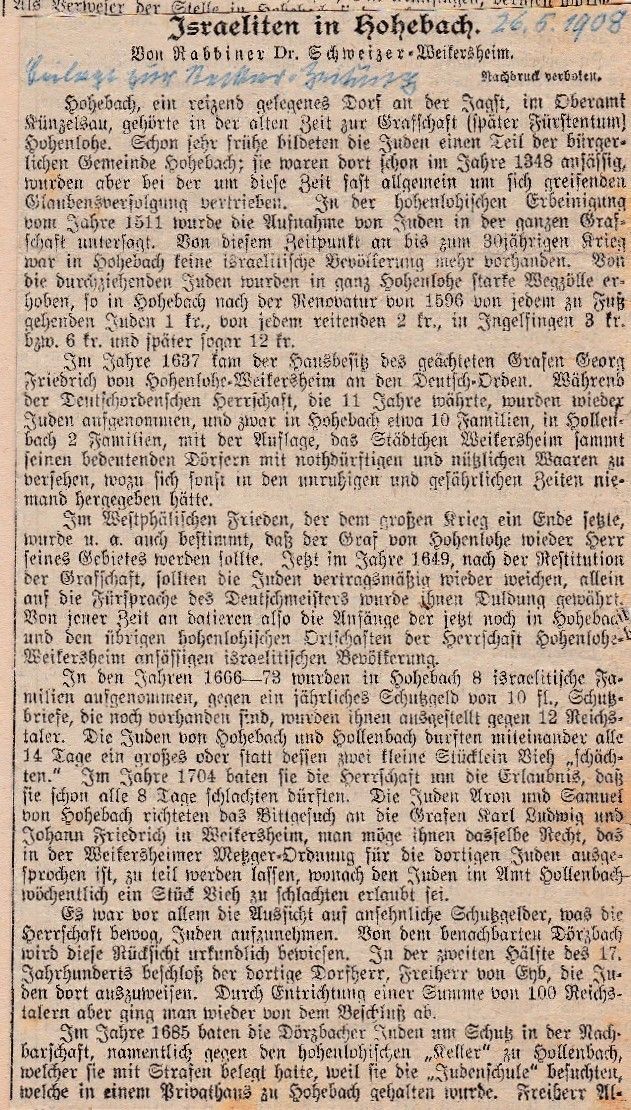 Als Verweser der Stelle in
Israeliten in Hohebach. 26.5.1908
Von Rabbiner Dr. Schweizer-Weikersheim.
Beilage zur Neckar-Zeitung
Nachdruck verboten.
Hohebach, ein reizend gelegenes Dorf an der Jagst, im Oberamt
Künzelsau, gehörte in der alten Zeit zur Grafschaft (später Fürstentum)
Hohenlohe. Schon sehr frühe bildeten die Juden einen Teil der bürger-
lichen Gemeinde Hohebach; sie waren dort schon im Jahre 1348 ansässig,
wurden aber bei der um diese Zeit fast allgemein um sich greifenden
Glaubensverfolgung vertrieben. In der hohenlohischen Erbeinigung
vom Jahre 1511 wurde die Aufnahme von Juden in der ganzen Graf-
schaft untersagt. Von diesem Zeitpunkt an bis zum 30jährigen Krieg
war in Hohebach keine israelitische Bevölkerung mehr vorhanden. Von
die durchziehenden Juden wurden in ganz Hohenlohe starke Wegzölle er-
hoben, so in Hohebach nach der Renovatur von 1596 von jedem zu Fuß
gehenden Juden 1 kr., von jedem reitenden 2 kr., in Ingelfingen 3 kr.
bzw. 6 kr. und später sogar 12 kr.
Im Jahre 1637 kam der Hausbesitz des geächteten Grafen Georg
Friedrich von Hohenlohe-Weikersheim an den Deutsch-Orden. Während
der Deutschordenschen Herrschaft, die 11 Jahre währte, wurden wieder
Juden aufgenommen, und zwar in Hohebach etwa 10 Familien, in Hollen-
bach 2 Familien, mit der Auflage, das Städtchen Weikersheim sammt
seinen bedeutenden Dörfern mit nothdürftigen und nützlichen Waaren zu
versehen, wozu sich sonst in den unruhigen und gefährlichen Zeiten nie-
mand hergegeben hätte.
Im Westphälischen Frieden, der dem großen Krieg ein Ende setzte,
wurde u. a. auch bestimmt, daß der Graf von Hohenlohe wieder Herr
seines Gebietes werden sollte. Jetzt im Jahre 1649, nach der Restitution
der Grafschaft, sollten die Juden vertragsmäßig wieder weichen, allein
auf die Fürsprache des Deutschmeisters wurde ihnen Duldung gewährt.
Von jener Zeit an datieren also die Anfänge der jetzt noch in Hohebach
und den übrigen hohenlohischen Ortschaften der Herrschaft Hohenlohe-
Weikersheim ansässigen israelitischen Bevölkerung.
In den Jahren 1666—73 wurden in Hohebach 8 israelitische Fa-
milien aufgenommen, gegen ein jährliches Schutzgeld von 10 fl., Schutz-
briefe, die noch vorhanden sind, wurden ihnen ausgestellt gegen 12 Reichs-
taler. Die Juden von Hohebach und Hollenbach durften miteinander alle
14 Tage ein großes oder statt dessen zwei kleine Stücklein Vieh „schäch-
ten.“ Im Jahre 1704 baten sie die Herrschaft um die Erlaubnis, daß
sie schon alle 8 Tage schlachten dürften. Die Juden Aron und Samuel
von Hohebach richteten das Bittgesuch an die Grafen Karl Ludwig und
Johann Friedrich in Weikersheim, man möge ihnen dasselbe Recht, das
in der Weikersheimer Metzger-Ordnung für die dortigen Juden ausge-
sprochen ist, zu teil werden lassen, wonach den Juden im Amt Hollenbach
wöchentlich ein Stück Vieh zu schlachten erlaubt sei.
Es war vor allem die Aussicht auf ansehnliche Schutzgelder, was die
Herrschaft bewog, Juden aufzunehmen. Von dem benachbarten Dörzbach
wird diese Rücksicht urkundlich bewiesen. In der zweiten Hälfte des 17.
Jahrhunderts beschloß der dortige Dorfherr, Freiherr von Eyb, die Ju-
den dort auszuweisen. Durch Entrichtung einer Summe von 100 Reichs-
talern aber ging man wieder von dem Beschluß ab.
Im Jahre 1685 baten die Dörzbacher Juden um Schutz in der Nach-
barschaft, namentlich gegen den hohenlohischen „Keller“ zu Hollenbach,
welcher sie mit Strafen belegt hatte, weil sie die „Judenschule“ besuchten,
welche in einem Privathaus zu Hohebach gehalten wurde. Freiherr Al-